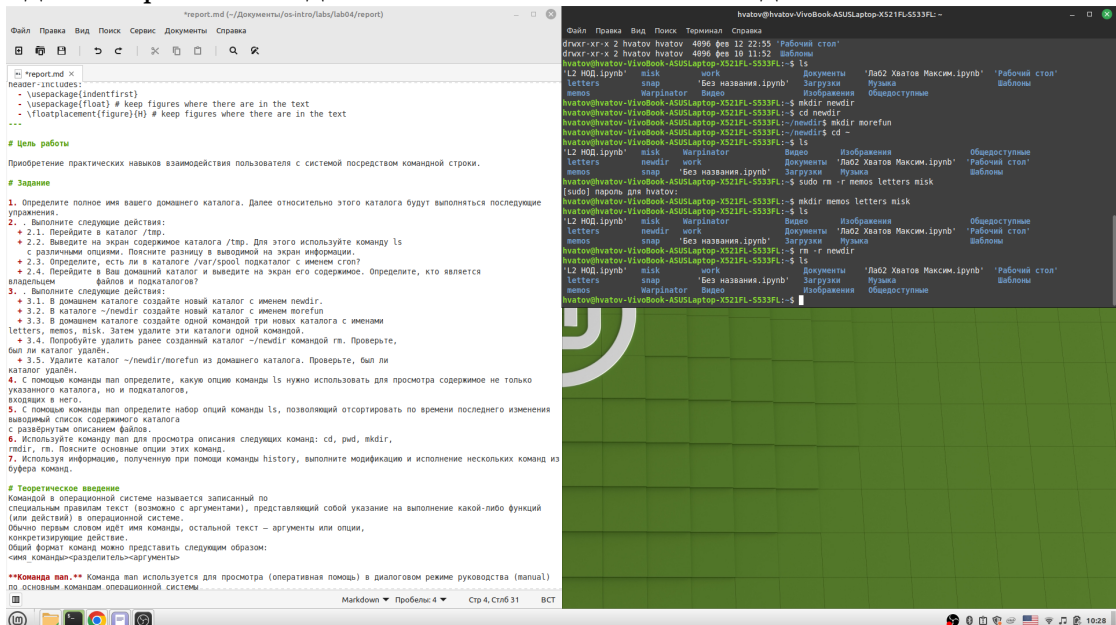 *report.md (~/Документы/os-intro/labs/lab04/report)
Файл Правка Вид Поиск Сервис Документы Справка
*report.md ×
header-includes:
- \usepackage{indentfirst}
- \usepackage{float} # keep figures where there are in the text
- \floatplacement{figure}{H} # keep figures where there are in the text
---
# Цель работы
Приобретение практических навыков взаимодействия пользователя с системой посредством командной строки.
# Задание
1. Определите полное имя вашего домашнего каталога. Далее относительно этого каталога будут выполняться последующие
упражнения.
2. . Выполните следующие действия:
+ 2.1. Перейдите в каталог /tmp.
+ 2.2. Выведите на экран содержимое каталога /tmp. Для этого используйте команду ls
с различными опциями. Поясните разницу в выводимой на экран информации.
+ 2.3. Определите, есть ли в каталоге /var/spool подкаталог с именем cron?
+ 2.4. Перейдите в Ваш домашний каталог и выведите на экран его содержимое. Определите, кто является
владельцем файлов и подкаталогов?
3. . Выполните следующие действия:
+ 3.1. В домашнем каталоге создайте новый каталог с именем newdir.
+ 3.2. В каталоге ~/newdir создайте новый каталог с именем morefun
+ 3.3. В домашнем каталоге создайте одной командой три новых каталога с именами
letters, memos, misk. Затем удалите эти каталоги одной командой.
+ 3.4. Попробуйте удалить ранее созданный каталог ~/newdir командой rm. Проверьте,
был ли каталог удалён.
+ 3.5. Удалите каталог ~/newdir/morefun из домашнего каталога. Проверьте, был ли
каталог удалён.
4. С помощью команды man определите, какую опцию команды ls нужно использовать для просмотра содержимое не только
указанного каталога, но и подкаталогов,
входящих в него.
5. С помощью команды man определите набор опций команды ls, позволяющий отсортировать по времени последнего изменения
выводимый список содержимого каталога
с развёрнутым описанием файлов.
6. Используйте команду man для просмотра описания следующих команд: cd, pwd, mkdir,
rmdir, rm. Поясните основные опции этих команд.
7. Используя информацию, полученную при помощи команды history, выполните модификацию и исполнение нескольких команд из
буфера команд.
# Теоретическое введение
Командой в операционной системе называется записанный по
специальным правилам текст (возможно с аргументами), представляющий собой указание на выполнение какой-либо функций
(или действий) в операционной системе.
Обычно первым словом идёт имя команды, остальной текст — аргументы или опции,
конкретизирующие действие.
Общий формат команд можно представить следующим образом:
<имя_команды><разделитель><аргументы>
**Команда man.** Команда man используется для просмотра (оперативная помощь) в диалоговом режиме руководства (manual)
по основным командам операционной системы
Markdown Пробелы: 4 Стр 4, Стлб 31 ВСТ
hvatov@hvatov-VivoBook-ASUSLaptop-X521FL-S533FL: ~
Файл Правка Вид Поиск Терминал Справка
drwxr-xr-x 2 hvatov hvatov 4096 фев 12 22:55 'Рабочий стол'
drwxr-xr-x 2 hvatov hvatov 4096 фев 10 11:52 Шаблоны
hvatov@hvatov-VivoBook-ASUSLaptop-X521FL-S533FL:~$ ls
'L2 НОД.ipynb' misk work Документы 'Лаб2 Хватов Максим.ipynb' 'Рабочий стол'
letters snap 'Без названия.ipynb' Загрузки Музыка Шаблоны
memos Warpinator Видео Изображения Общедоступные
hvatov@hvatov-VivoBook-ASUSLaptop-X521FL-S533FL:~$ mkdir newdir
hvatov@hvatov-VivoBook-ASUSLaptop-X521FL-S533FL:~$ cd newdir
hvatov@hvatov-VivoBook-ASUSLaptop-X521FL-S533FL:~/newdir$ mkdir morefun
hvatov@hvatov-VivoBook-ASUSLaptop-X521FL-S533FL:~/newdir$ cd ~
hvatov@hvatov-VivoBook-ASUSLaptop-X521FL-S533FL:~$ ls
'L2 НОД.ipynb' misk Warpinator Видео Изображения Общедоступные
letters newdir work Документы 'Лаб2 Хватов Максим.ipynb' 'Рабочий стол'
memos snap 'Без названия.ipynb' Загрузки Музыка Шаблоны
hvatov@hvatov-VivoBook-ASUSLaptop-X521FL-S533FL:~$ sudo rm -r memos letters misk
[sudo] пароль для hvatov:
hvatov@hvatov-VivoBook-ASUSLaptop-X521FL-S533FL:~$ mkdir memos letters misk
hvatov@hvatov-VivoBook-ASUSLaptop-X521FL-S533FL:~$ ls
'L2 НОД.ipynb' misk Warpinator Видео Изображения Общедоступные
letters newdir work Документы 'Лаб2 Хватов Максим.ipynb' 'Рабочий стол'
memos snap 'Без названия.ipynb' Загрузки Музыка Шаблоны
hvatov@hvatov-VivoBook-ASUSLaptop-X521FL-S533FL:~$ rm -r newdir
hvatov@hvatov-VivoBook-ASUSLaptop-X521FL-S533FL:~$ ls
'L2 НОД.ipynb' misk work Документы 'Лаб2 Хватов Максим.ipynb' 'Рабочий стол'
letters snap 'Без названия.ipynb' Загрузки Музыка Шаблоны
memos Warpinator Видео Изображения Общедоступные
hvatov@hvatov-VivoBook-ASUSLaptop-X521FL-S533FL:~$
10:28